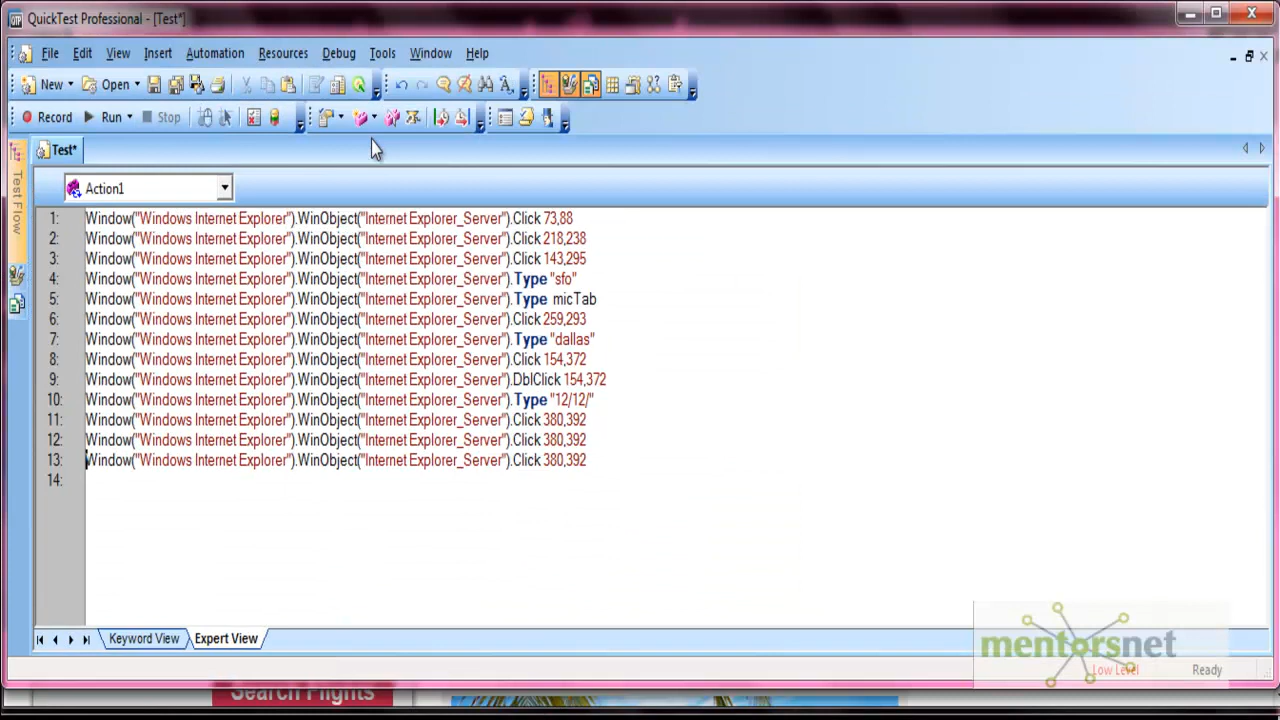 QuickTest Professional - [Test*]
File Edit View Insert Automation Resources Debug Tools Window Help
New Open
Record Run Stop
Test*
Test Flow
Action1
1: Window("Windows Internet Explorer").WinObject("Internet Explorer_Server").Click 73,88
2: Window("Windows Internet Explorer").WinObject("Internet Explorer_Server").Click 218,238
3: Window("Windows Internet Explorer").WinObject("Internet Explorer_Server").Click 143,295
4: Window("Windows Internet Explorer").WinObject("Internet Explorer_Server").Type "sfo"
5: Window("Windows Internet Explorer").WinObject("Internet Explorer_Server").Type micTab
6: Window("Windows Internet Explorer").WinObject("Internet Explorer_Server").Click 259,293
7: Window("Windows Internet Explorer").WinObject("Internet Explorer_Server").Type "dallas"
8: Window("Windows Internet Explorer").WinObject("Internet Explorer_Server").Click 154,372
9: Window("Windows Internet Explorer").WinObject("Internet Explorer_Server").DblClick 154,372
10: Window("Windows Internet Explorer").WinObject("Internet Explorer_Server").Type "12/12/"
11: Window("Windows Internet Explorer").WinObject("Internet Explorer_Server").Click 380,392
12: Window("Windows Internet Explorer").WinObject("Internet Explorer_Server").Click 380,392
13: Window("Windows Internet Explorer").WinObject("Internet Explorer_Server").Click 380,392
14:
Keyword View Expert View
mentorsnet
Low Level Ready
Search Flights